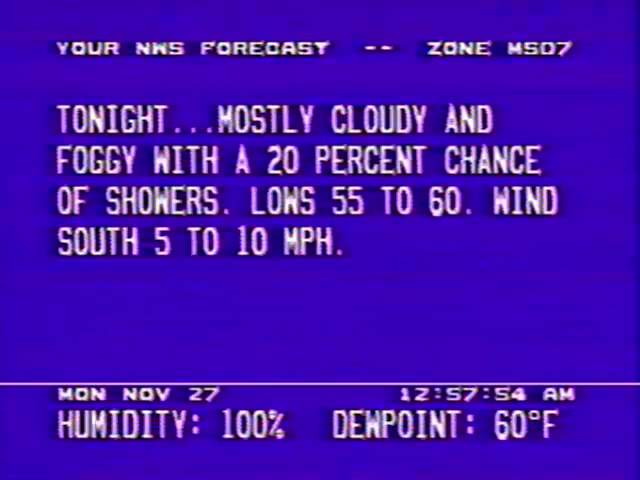 YOUR NWS FORECAST -- ZONE MS07
TONIGHT...MOSTLY CLOUDY AND
FOGGY WITH A 20 PERCENT CHANCE
OF SHOWERS. LOWS 55 TO 60. WIND
SOUTH 5 TO 10 MPH.
MON NOV 27 12:57:54 AM
HUMIDITY: 100% DEWPOINT: 60°F